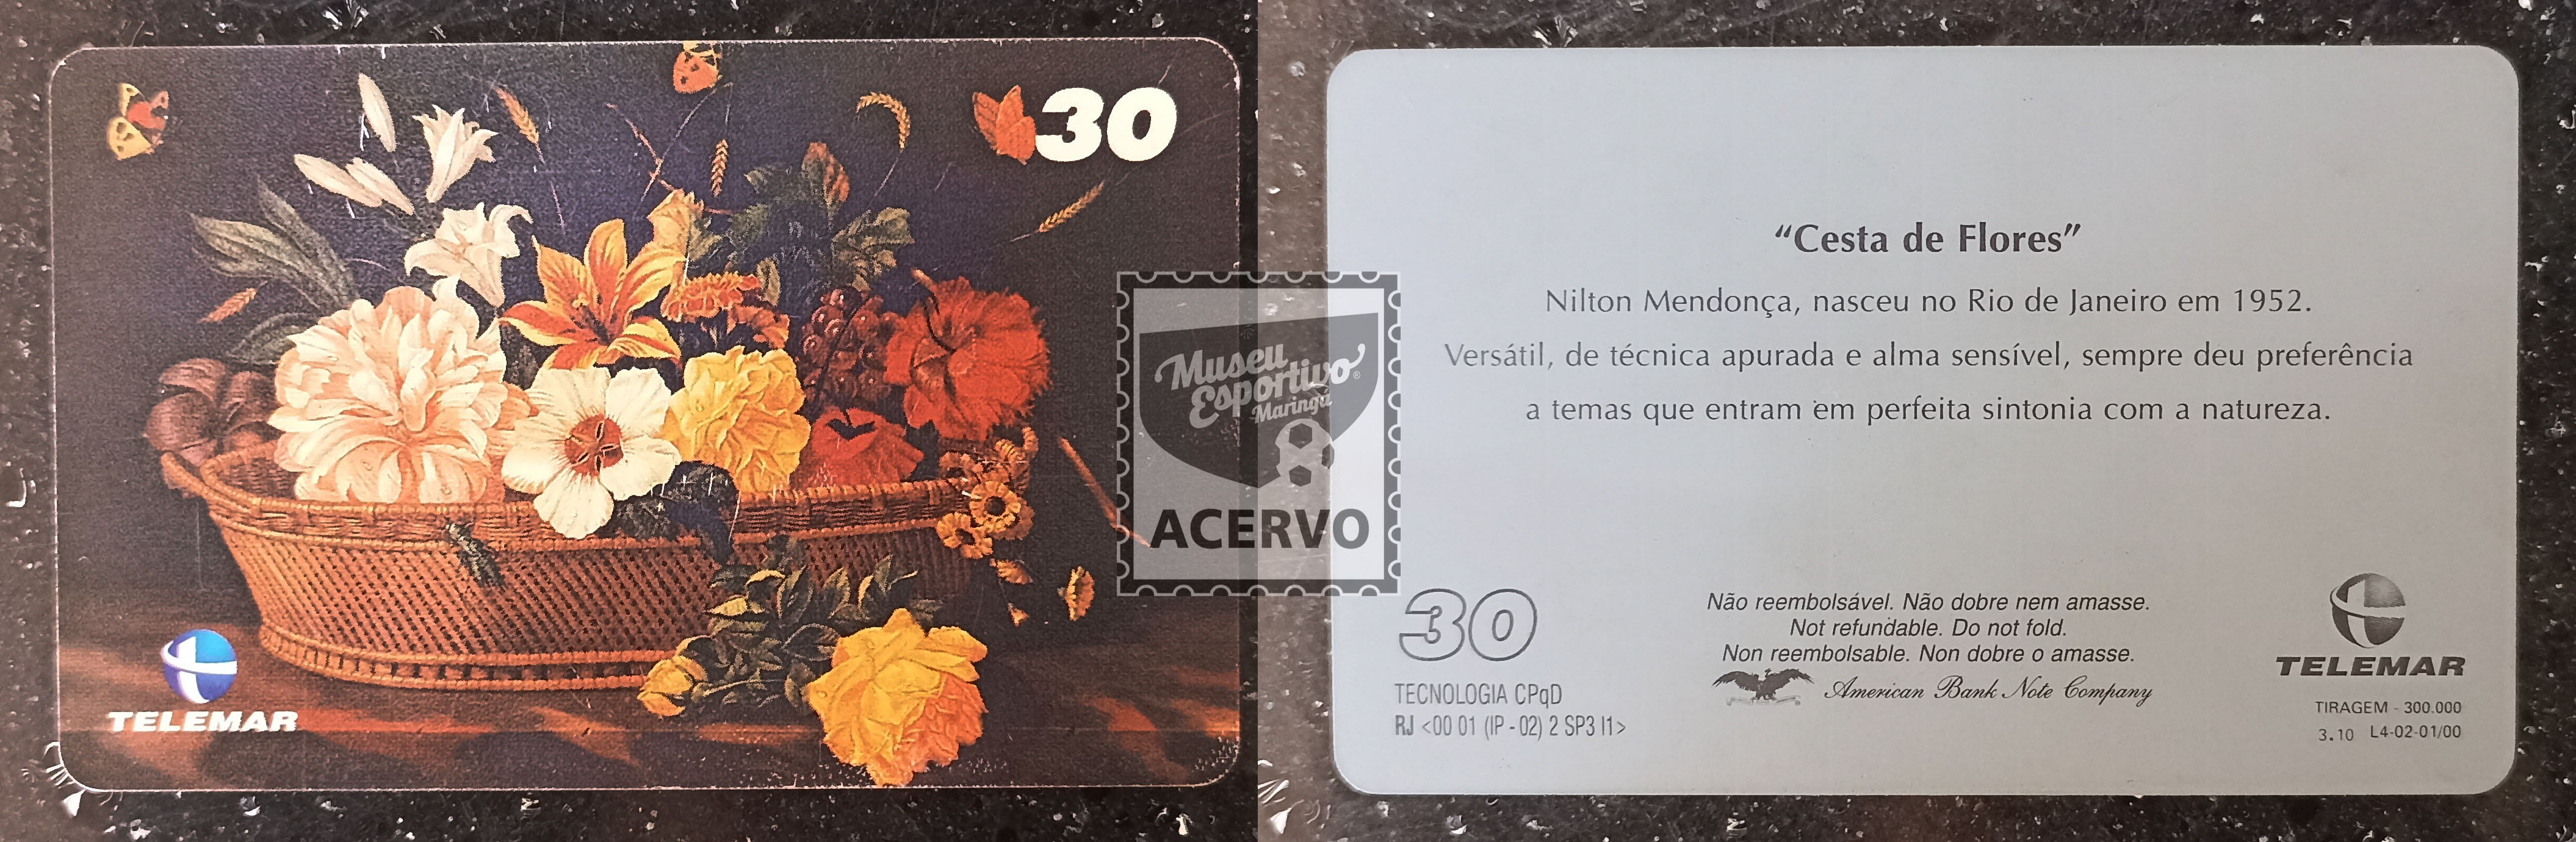 30
TELEMAR
Museu
Esportivo®
Maringá
ACERVO
“Cesta de Flores”
Nilton Mendonça, nasceu no Rio de Janeiro em 1952.
Versátil, de técnica apurada e alma sensível, sempre deu preferência
a temas que entram em perfeita sintonia com a natureza.
30
Não reembolsável. Não dobre nem amasse.
Not refundable. Do not fold.
Non reembolsable. Non dobre o amasse.
American Bank Note Company
TECNOLOGIA CPqD
RJ <00 01 (IP - 02) 2 SP3 I1>
TELEMAR
TIRAGEM - 300.000
3.10 L4-02-01/00